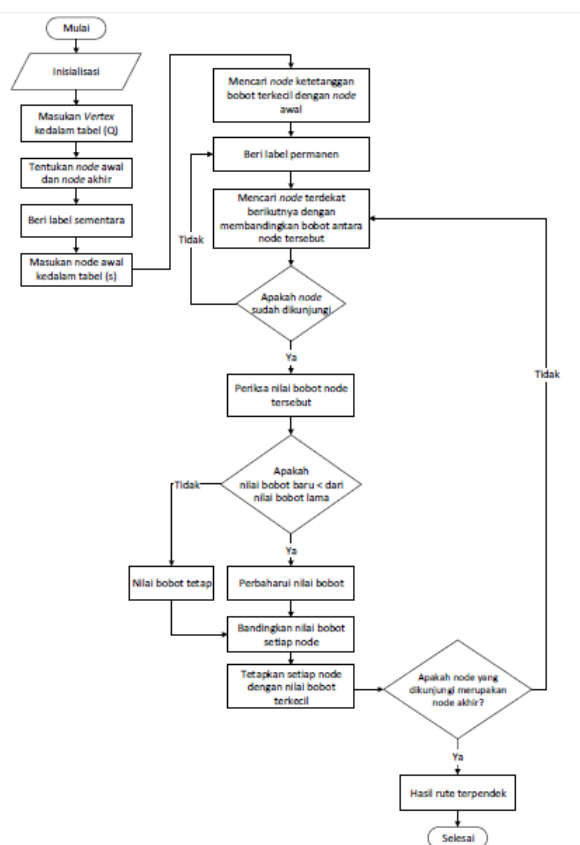 Mulai
Inisialisasi
Masukan Vertex
kedalam tabel (Q)
Tentukan node awal
dan node akhir
Beri label sementara
Masukan node awal
kedalam tabel (s)
Mencari node ketetanggan
bobot terkecil dengan node
awal
Beri label permanen
Mencari node terdekat
berikutnya dengan
membandingkan bobot antara
node tersebut
Tidak
Apakah node
sudah dikunjungi
Ya
Periksa nilai bobot node
tersebut
Tidak
Apakah
nilai bobot baru < dari
nilai bobot lama
Tidak
Ya
Nilai bobot tetap
Perbaharui nilai bobot
Bandingkan nilai bobot
setiap node
Tetapkan setiap node
dengan nilai bobot
terkecil
Apakah node yang
dikunjungi merupakan
node akhir?
Ya
Hasil rute terpendek
Selesai